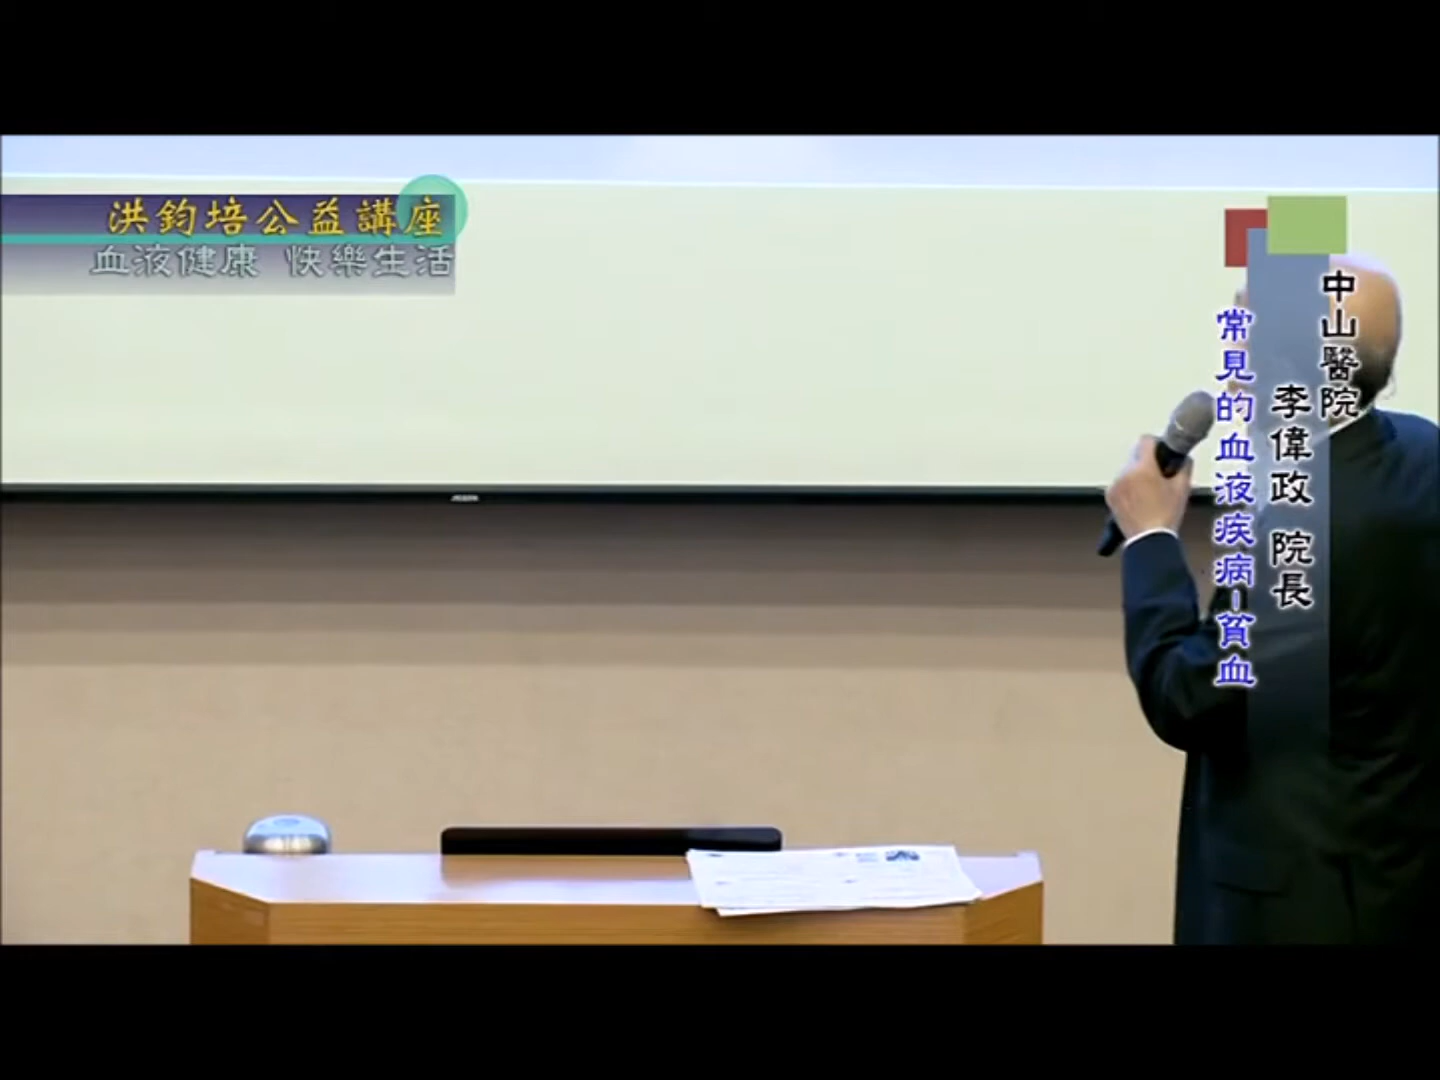 洪鈞培公益講座
血液健康 快樂生活
中山醫院
李偉政 院長
常見的血液疾病-貧血